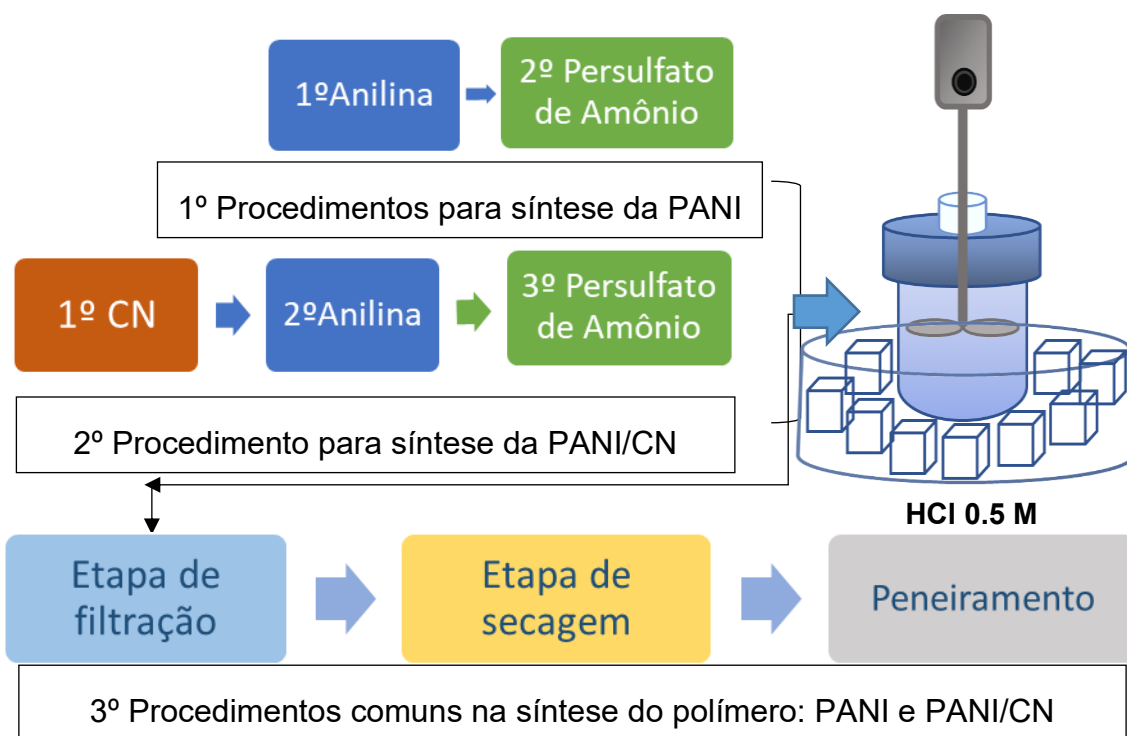 1ºAnilina
2º Persulfato
de Amônio
1º Procedimentos para síntese da PANI
1º CN
2ºAnilina
3º Persulfato
de Amônio
2º Procedimento para síntese da PANI/CN
HCl 0.5 M
Etapa de
filtração
Etapa de
secagem
Peneiramento
3º Procedimentos comuns na síntese do polímero: PANI e PANI/CN